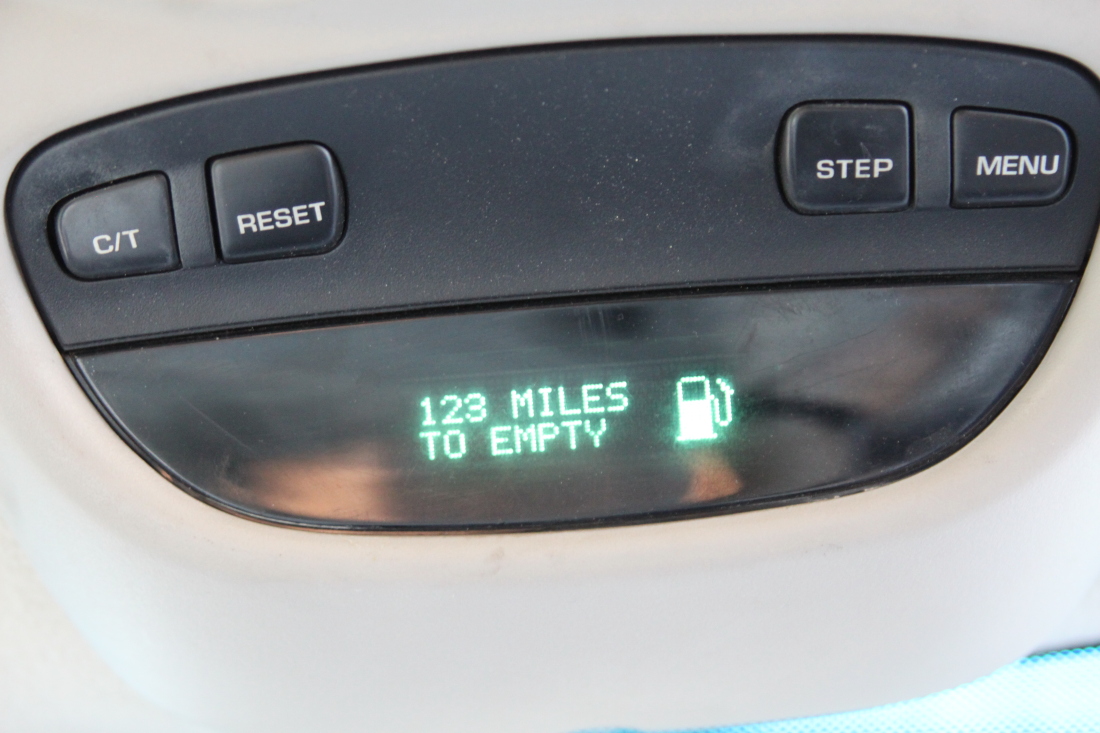 C/T
RESET
STEP
MENU
123 MILES
TO EMPTY